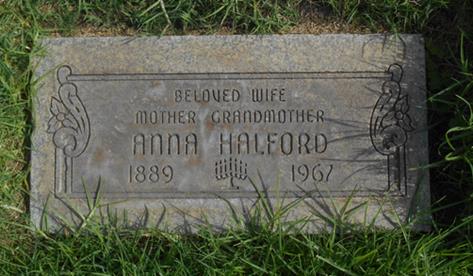 BELOVED WIFE
MOTHER GRANDMOTHER
ANNA HALFORD
1889 1967